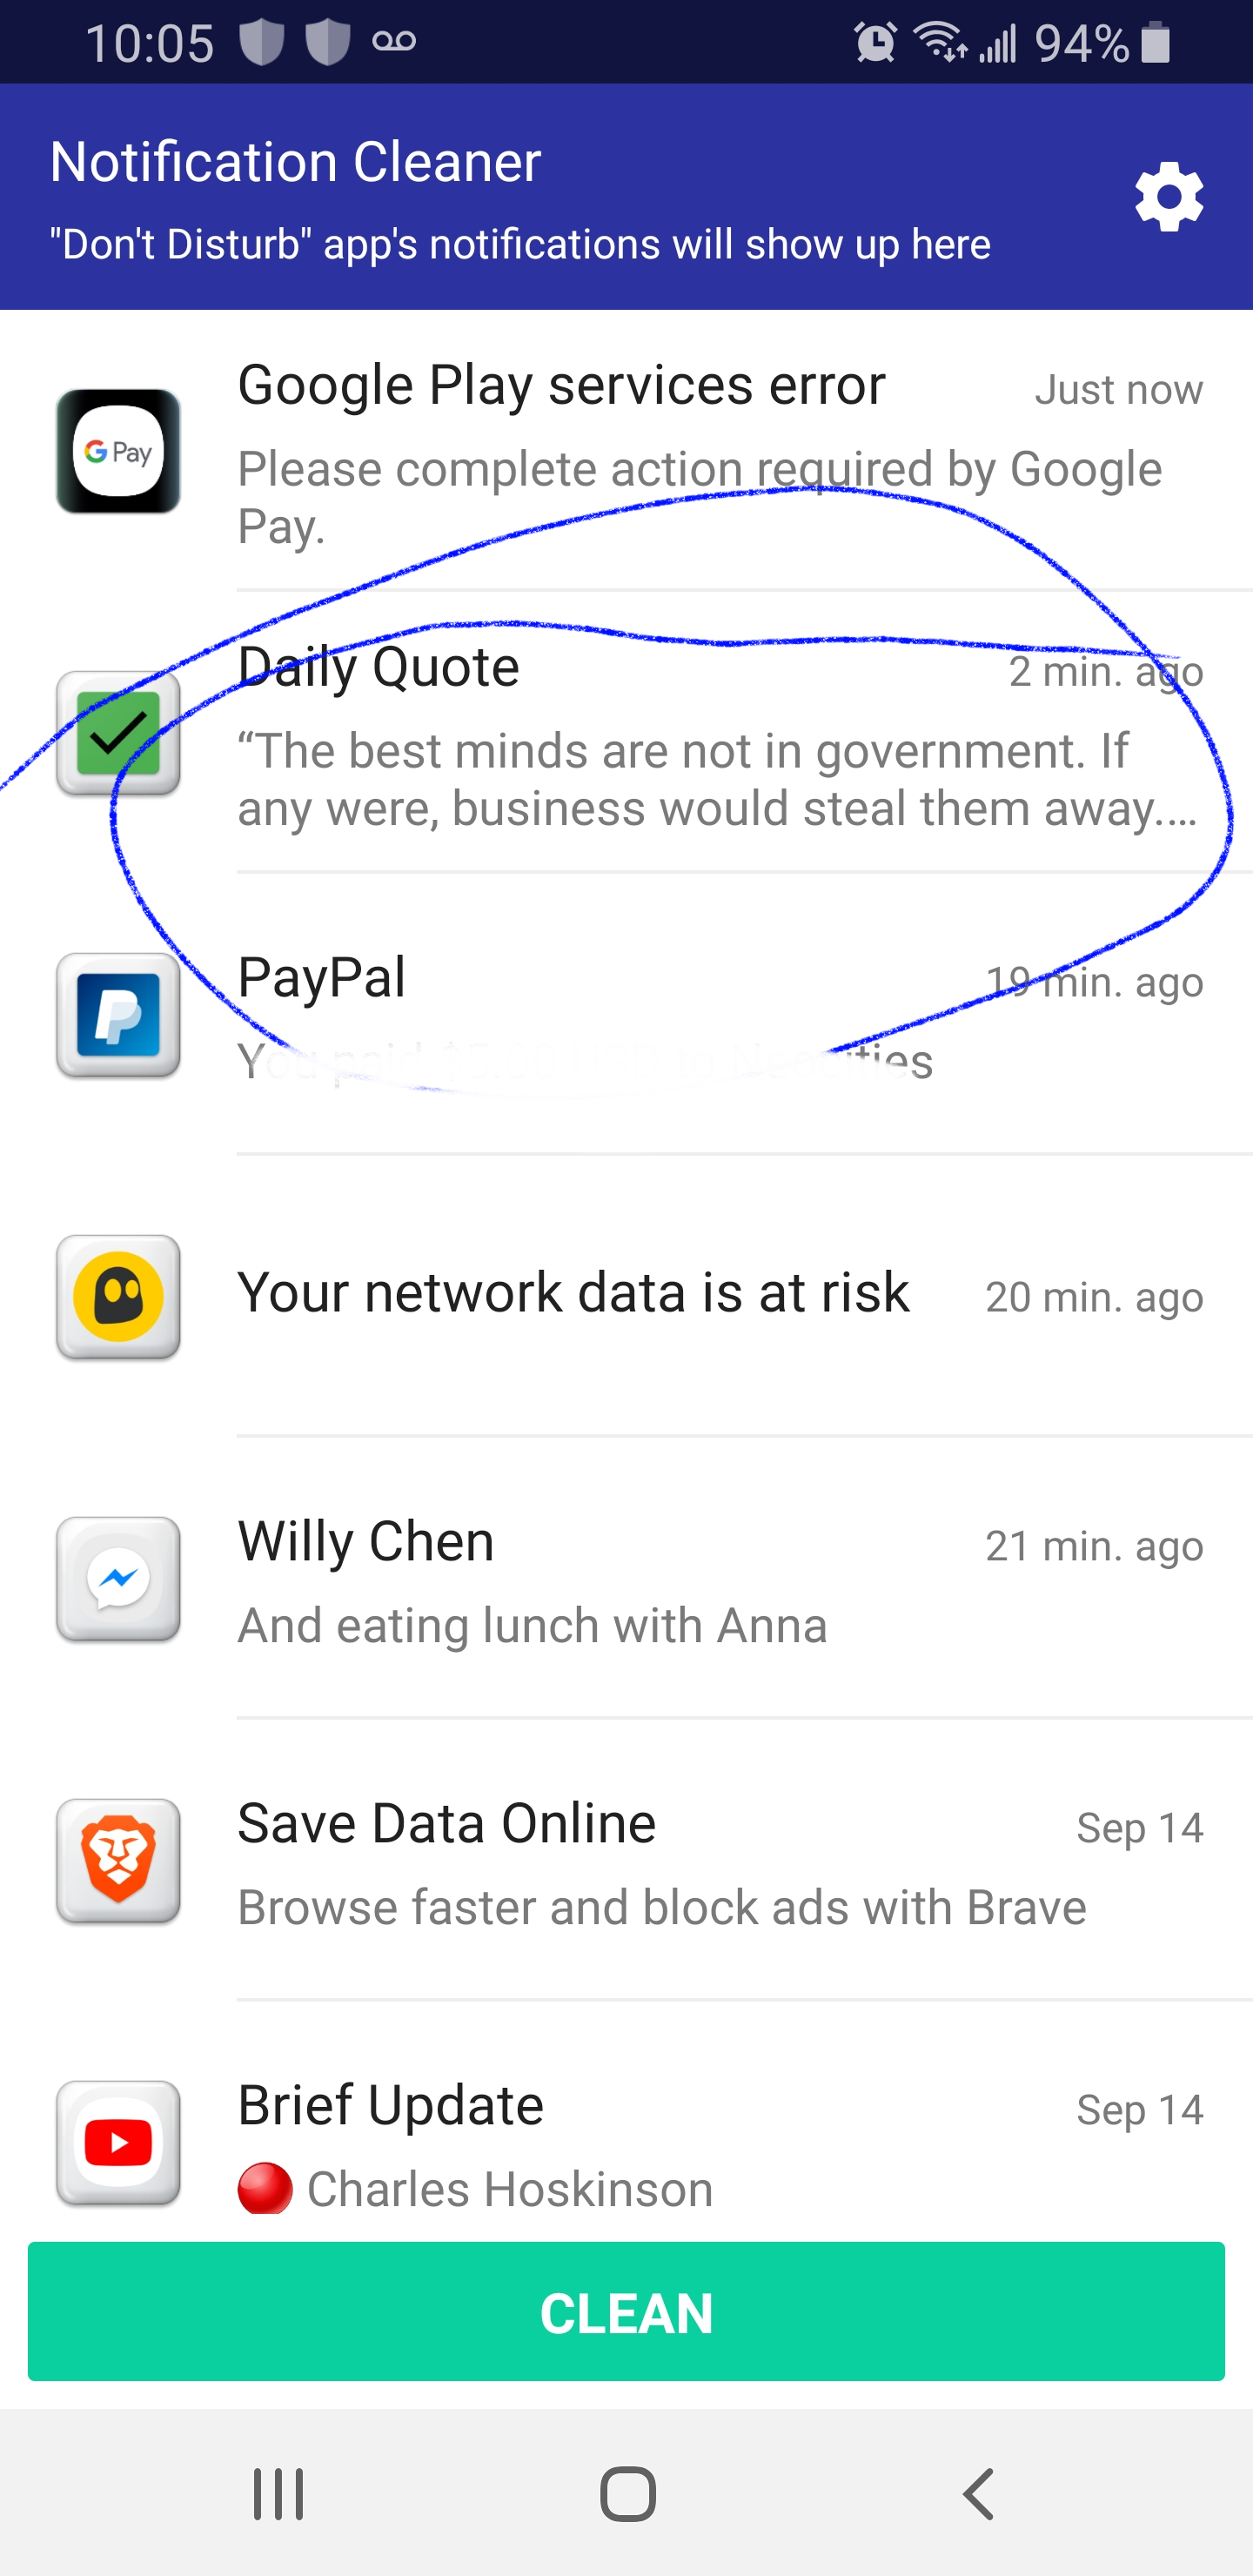 10:05
94%
Notification Cleaner
"Don't Disturb" app's notifications will show up here
Google Play services error
Just now
G Pay
Please complete action required by Google
Pay.
Daily Quote
2 min. ago
“The best minds are not in government. If
any were, business would steal them away.…
PayPal
19 min. ago
You paid
Your network data is at risk
20 min. ago
Willy Chen
21 min. ago
And eating lunch with Anna
Save Data Online
Sep 14
Browse faster and block ads with Brave
Brief Update
Sep 14
Charles Hoskinson
CLEAN